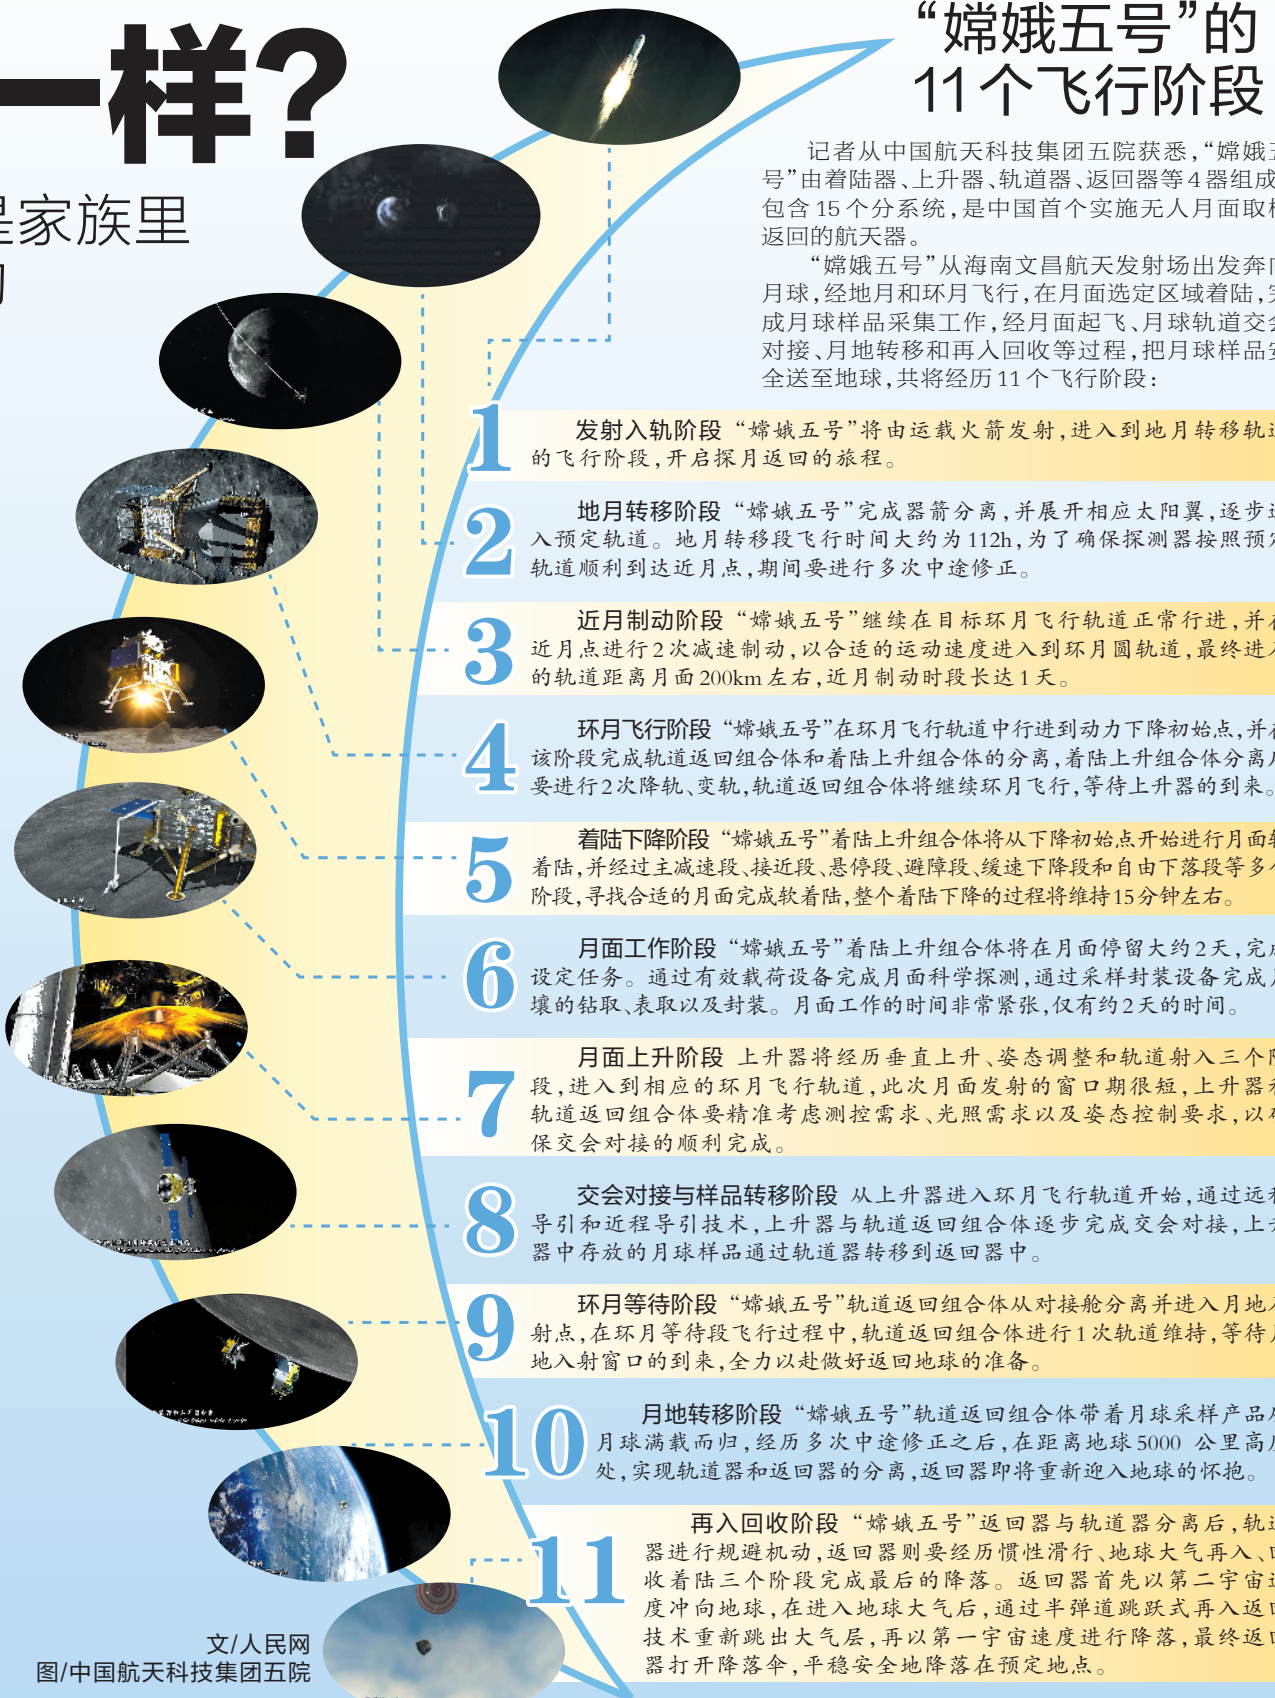 一样?
是家族里
“嫦娥五号”的
11个飞行阶段
记者从中国航天科技集团五院获悉,“嫦娥五
号”由着陆器、上升器、轨道器、返回器等4器组成
包含15个分系统,是中国首个实施无人月面取样
返回的航天器。
“嫦娥五号”从海南文昌航天发射场出发奔向
月球,经地月和环月飞行,在月面选定区域着陆,完
成月球样品采集工作,经月面起飞、月球轨道交会
对接、月地转移和再入回收等过程,把月球样品安
全送至地球,共将经历11个飞行阶段:
1
发射入轨阶段 “嫦娥五号”将由运载火箭发射,进入到地月转移轨道
的飞行阶段,开启探月返回的旅程。
2
地月转移阶段 “嫦娥五号”完成器箭分离,并展开相应太阳翼,逐步进
入预定轨道。地月转移段飞行时间大约为112h,为了确保探测器按照预定
轨道顺利到达近月点,期间要进行多次中途修正。
3
近月制动阶段 “嫦娥五号”继续在目标环月飞行轨道正常行进,并在
近月点进行2次减速制动,以合适的运动速度进入到环月圆轨道,最终进入
的轨道距离月面200km左右,近月制动时段长达1天。
4
环月飞行阶段 “嫦娥五号”在环月飞行轨道中行进到动力下降初始点,并在
该阶段完成轨道返回组合体和着陆上升组合体的分离,着陆上升组合体分离后
要进行2次降轨、变轨,轨道返回组合体将继续环月飞行,等待上升器的到来。
5
着陆下降阶段 “嫦娥五号”着陆上升组合体将从下降初始点开始进行月面软
着陆,并经过主减速段、接近段、悬停段、避障段、缓速下降段和自由下落段等多个
阶段,寻找合适的月面完成软着陆,整个着陆下降的过程将维持15分钟左右。
6
月面工作阶段 “嫦娥五号”着陆上升组合体将在月面停留大约2天,完成
设定任务。通过有效载荷设备完成月面科学探测,通过采样封装设备完成月
壤的钻取、表取以及封装。月面工作的时间非常紧张,仅有约2天的时间。
7
月面上升阶段 上升器将经历垂直上升、姿态调整和轨道射入三个阶
段,进入到相应的环月飞行轨道,此次月面发射的窗口期很短,上升器和
轨道返回组合体要精准考虑测控需求、光照需求以及姿态控制要求,以确
保交会对接的顺利完成。
8
交会对接与样品转移阶段 从上升器进入环月飞行轨道开始,通过远程
导引和近程导引技术,上升器与轨道返回组合体逐步完成交会对接,上升
器中存放的月球样品通过轨道器转移到返回器中。
9
环月等待阶段 “嫦娥五号”轨道返回组合体从对接舱分离并进入月地入
射点,在环月等待段飞行过程中,轨道返回组合体进行1次轨道维持,等待月
地入射窗口的到来,全力以赴做好返回地球的准备。
10
月地转移阶段 “嫦娥五号”轨道返回组合体带着月球采样产品从
月球满载而归,经历多次中途修正之后,在距离地球5000 公里高度
处,实现轨道器和返回器的分离,返回器即将重新迎入地球的怀抱。
11
再入回收阶段 “嫦娥五号”返回器与轨道器分离后,轨道
器进行规避机动,返回器则要经历惯性滑行、地球大气再入、回
收着陆三个阶段完成最后的降落。返回器首先以第二宇宙速
度冲向地球,在进入地球大气后,通过半弹道跳跃式再入返回
技术重新跳出大气层,再以第一宇宙速度进行降落,最终返回
器打开降落伞,平稳安全地降落在预定地点。
文/人民网
图/中国航天科技集团五院